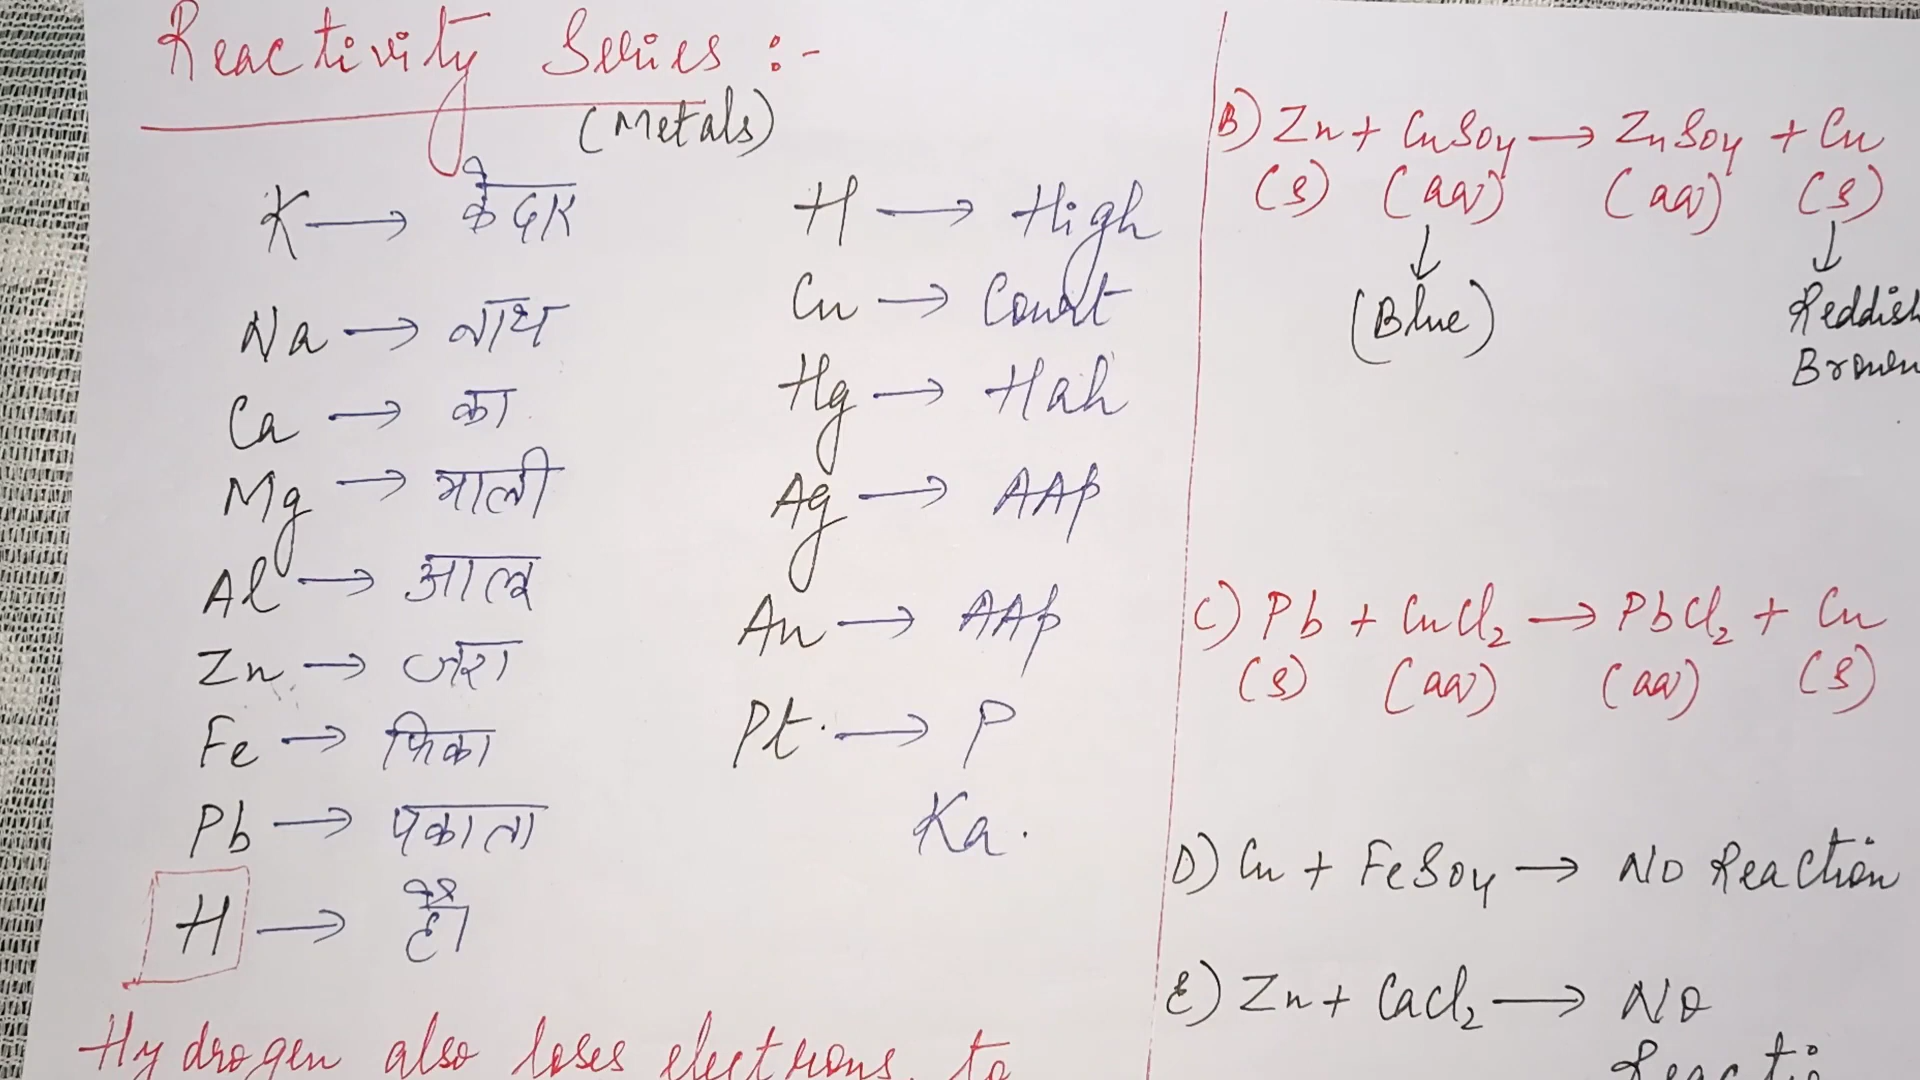 Reactivity Series :-
(Metals)
K → केदार
Na → नाथ
Ca → का
Mg → माली
Al → आलू
Zn → जरा
Fe → फिका
Pb → पकाता
H → है।
Hydrogen also loses electrons to
H → High
Cu → Court
Hg → Hah
Ag → AAp
Au → AAp
Pt. → P
Ka.
B) Zn + CuSO4 → ZnSO4 + Cu
(s) (aq) (aq) (s)
↓ ↓
(Blue) Reddish
Brown
C) Pb + CuCl2 → PbCl2 + Cu
(s) (aq) (aq) (s)
D) Cu + FeSO4 → NO Reaction
E) Zn + CaCl2 → NO
Reactio